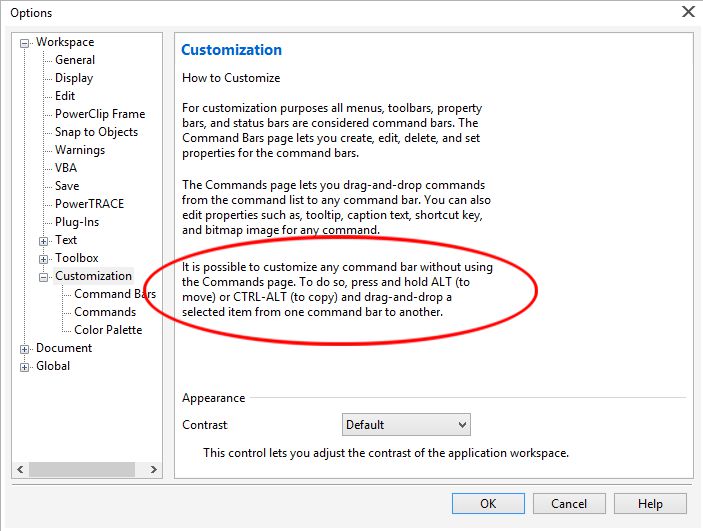 Options
Workspace
General
Display
Edit
PowerClip Frame
Snap to Objects
Warnings
VBA
Save
PowerTRACE
Plug-Ins
Text
Toolbox
Customization
Command Bars
Commands
Color Palette
Document
Global
Customization
How to Customize
For customization purposes all menus, toolbars, property
bars, and status bars are considered command bars. The
Command Bars page lets you create, edit, delete, and set
properties for the command bars.
The Commands page lets you drag-and-drop commands
from the command list to any command bar. You can also
edit properties such as, tooltip, caption text, shortcut key,
and bitmap image for any command.
It is possible to customize any command bar without using
the Commands page. To do so, press and hold ALT (to
move) or CTRL-ALT (to copy) and drag-and-drop a
selected item from one command bar to another.
Appearance
Contrast
Default
This control lets you adjust the contrast of the application workspace.
OK
Cancel
Help